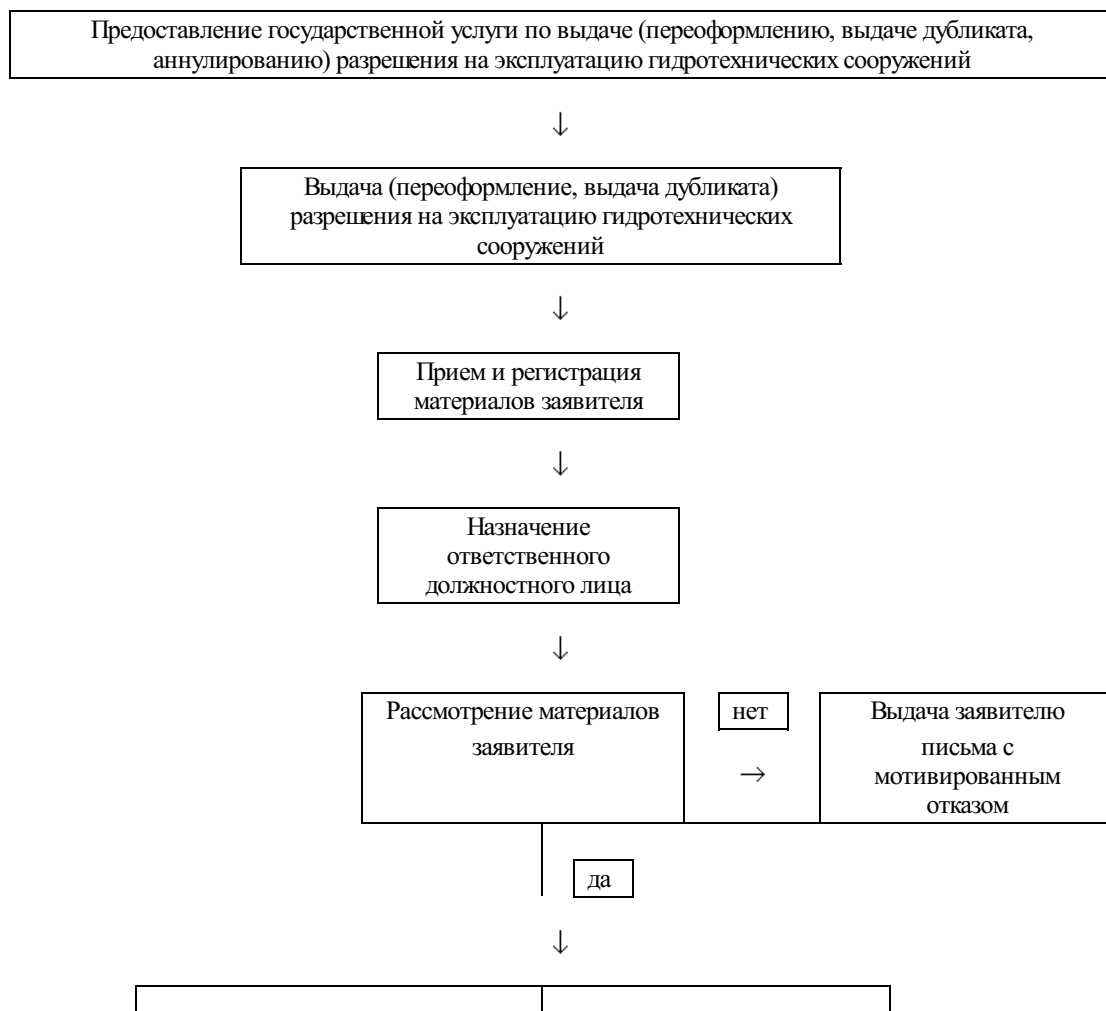 Предоставление государственной услуги по выдаче (переоформлению, выдаче дубликата,
аннулированию) разрешения на эксплуатацию гидротехнических сооружений
↓
Выдача (переоформление, выдача дубликата)
разрешения на эксплуатацию гидротехнических
сооружений
↓
Прием и регистрация
материалов заявителя
↓
Назначение
ответственного
должностного лица
↓
Рассмотрение материалов
заявителя
нет
→
Выдача заявителю
письма с
мотивированным
отказом
да
↓